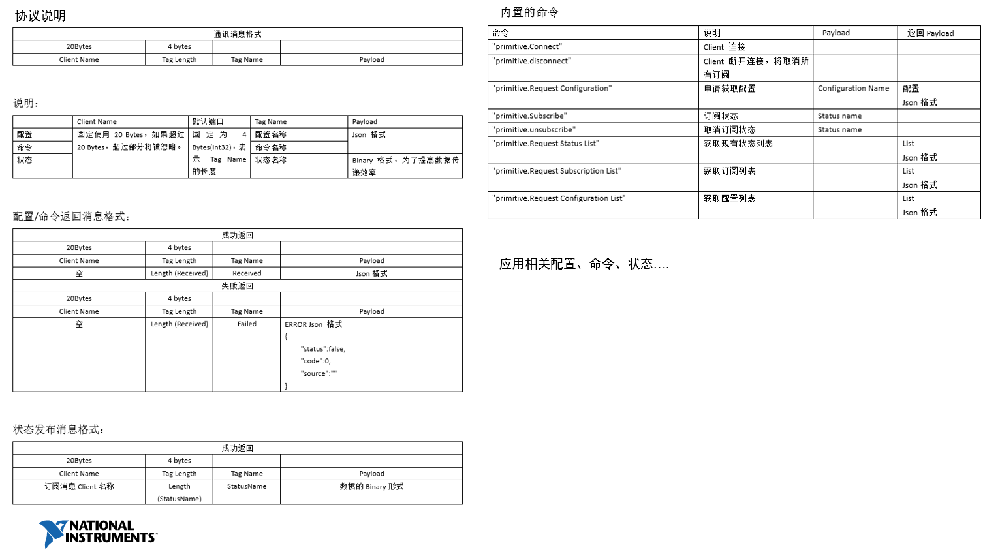 协议说明
通讯消息格式
20Bytes 4 bytes
Client Name Tag Length Tag Name Payload
说明：
Client Name 默认端口 Tag Name Payload
配置 固定使用 20 Bytes，如果超过 固定为 4 配置名称 Json 格式
命令 20 Bytes，超过部分将被忽略。 Bytes(Int32)，表 命令名称
状态 示 Tag Name 状态名称 Binary 格式，为了提高数据传
的长度 递效率
配置/命令返回消息格式：
成功返回
20Bytes 4 bytes
Client Name Tag Length Tag Name Payload
空 Length (Received) Received Json 格式
失败返回
20Bytes 4 bytes
Client Name Tag Length Tag Name Payload
空 Length (Received) Failed ERROR Json 格式
{
"status":false,
"code":0,
"source":""
}
状态发布消息格式：
成功返回
20Bytes 4 bytes
Client Name Tag Length Tag Name Payload
订阅消息 Client 名称 Length StatusName 数据的 Binary 形式
(StatusName)
NATIONAL
INSTRUMENTS™
内置的命令
命令 说明 Payload 返回 Payload
"primitive.Connect" Client 连接
"primitive.disconnect" Client 断开连接，将取消所
有订阅
"primitive.Request Configuration" 申请获取配置 Configuration Name 配置
Json 格式
"primitive.Subscribe" 订阅状态 Status name
"primitive.unsubscribe" 取消订阅状态 Status name
"primitive.Request Status List" 获取现有状态列表 List
Json 格式
"primitive.Request Subscription List" 获取订阅列表 List
Json 格式
"primitive.Request Configuration List" 获取配置列表 List
Json 格式
应用相关配置、命令、状态….